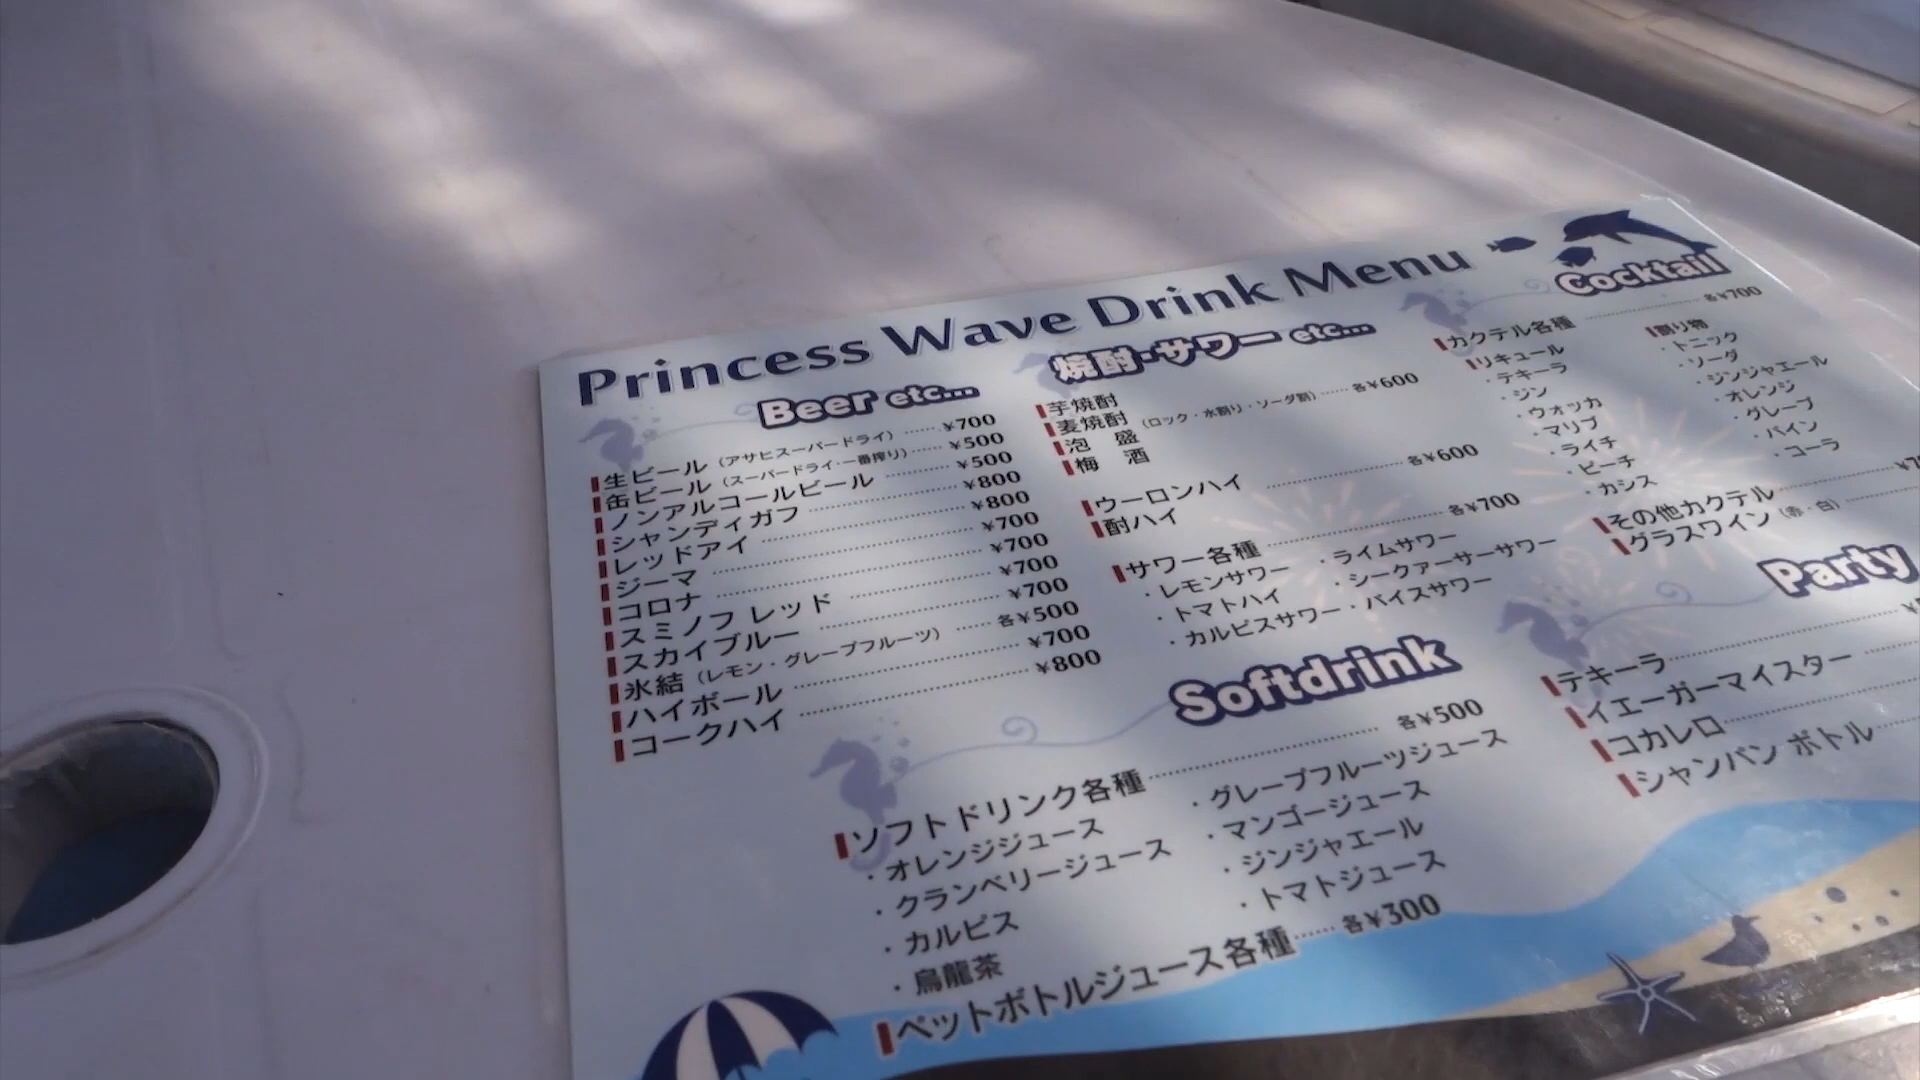 Princess Wave Drink Menu
Beer etc...
生ビール（アサヒスーパードライ） ¥700
缶ビール（スーパードライ・一番搾り） ¥500
ノンアルコールビール ¥500
シャンディガフ ¥800
レッドアイ ¥800
ジーマ ¥700
コロナ ¥700
スミノフ レッド ¥700
スカイブルー ¥700
氷結（レモン・グレープフルーツ） 各¥500
ハイボール ¥700
コークハイ ¥800
焼酎・サワー etc...
芋焼酎
麦焼酎（ロック・水割り・ソーダ割） 各¥600
泡 盛
梅 酒
ウーロンハイ 各¥600
酎ハイ
サワー各種 各¥700
・レモンサワー ・ライムサワー
・トマトハイ ・シークァーサーサワー
・カルピスサワー ・バイスサワー
Cocktail
カクテル各種 各¥700
リキュール
・テキーラ
・ジン
・ウォッカ
・マリブ
・ライチ
・ピーチ
・カシス
割り物
・トニック
・ソーダ
・ジンジャエール
・オレンジ
・グレープ
・パイン
・コーラ
その他カクテル
グラスワイン（赤・白）
Party
テキーラ
イエーガーマイスター
コカレロ
シャンパン ボトル
Softdrink
ソフトドリンク各種 各¥500
・オレンジジュース ・グレープフルーツジュース
・クランベリージュース ・マンゴージュース
・カルピス ・ジンジャエール
・烏龍茶 ・トマトジュース
ペットボトルジュース各種 各¥300